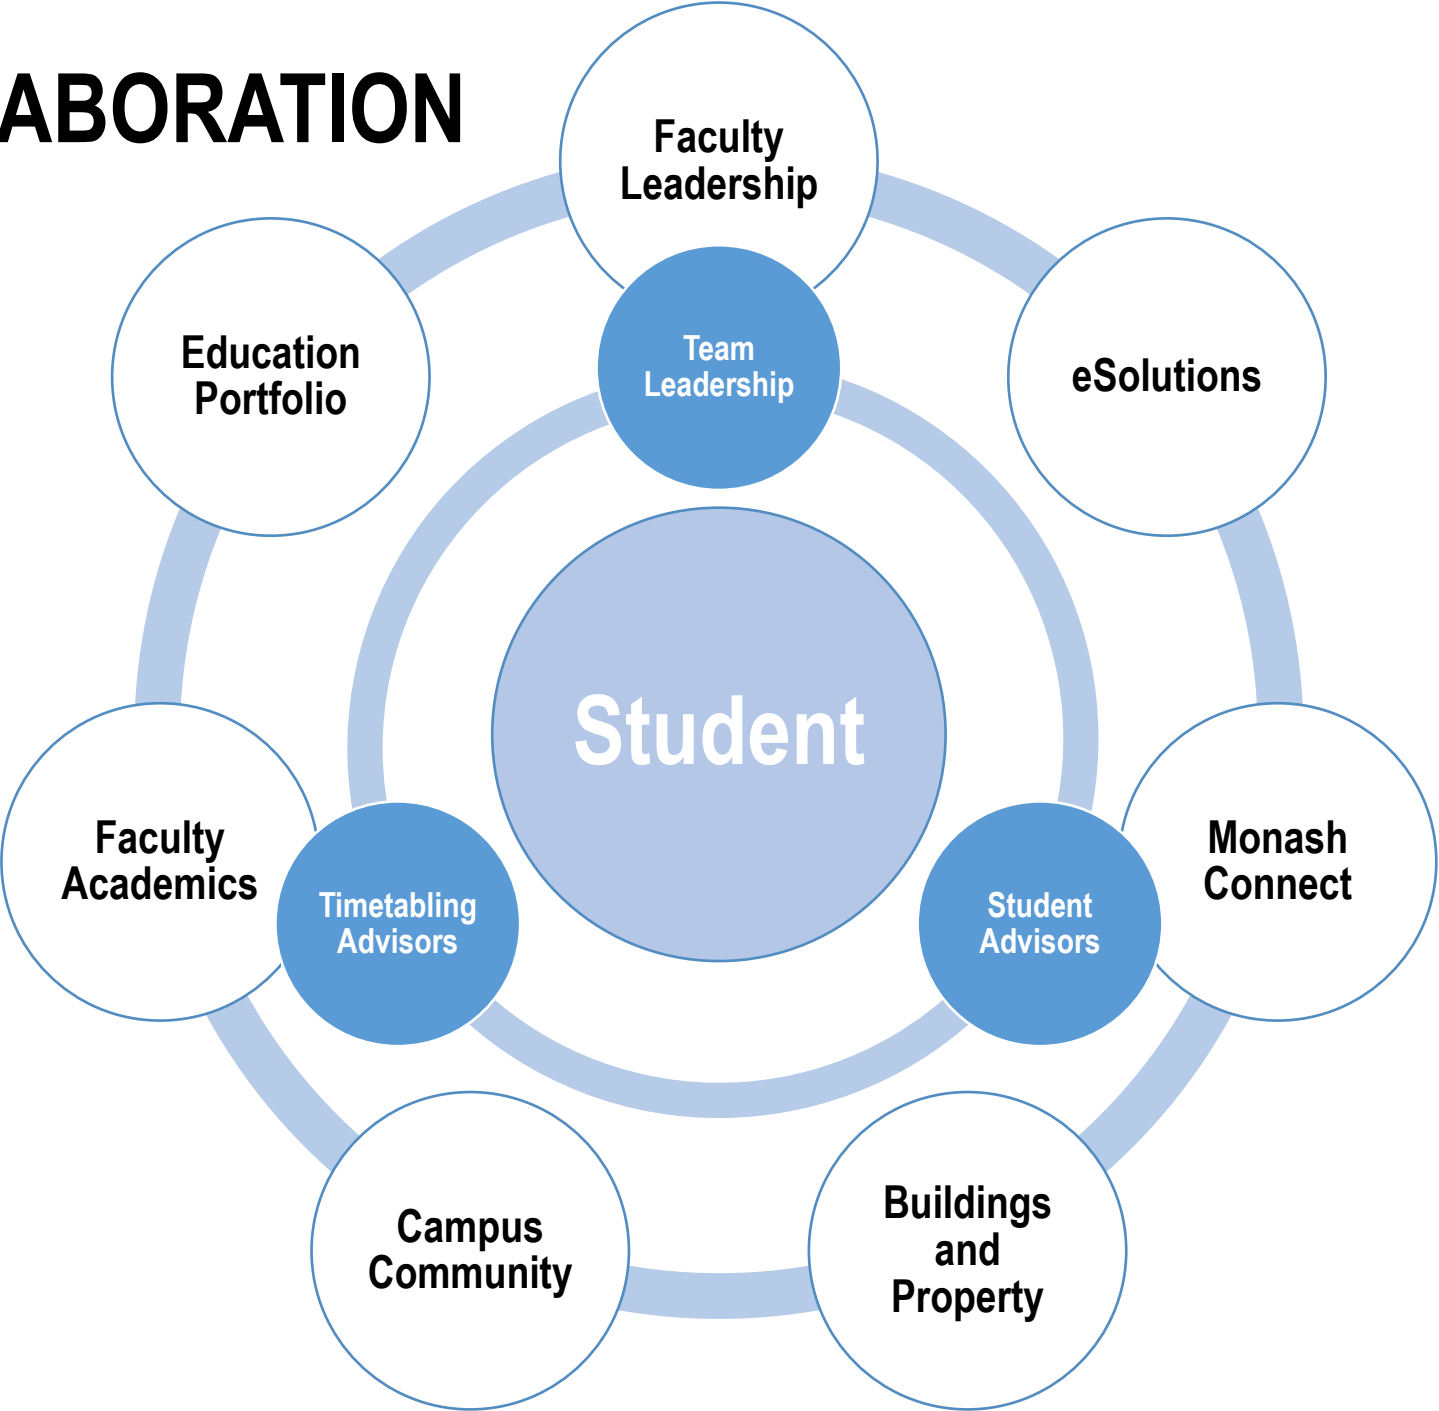 ABORATION
Faculty
Leadership
Education
Portfolio
Team
Leadership
eSolutions
Student
Faculty
Academics
Timetabling
Advisors
Student
Advisors
Monash
Connect
Campus
Community
Buildings
and
Property